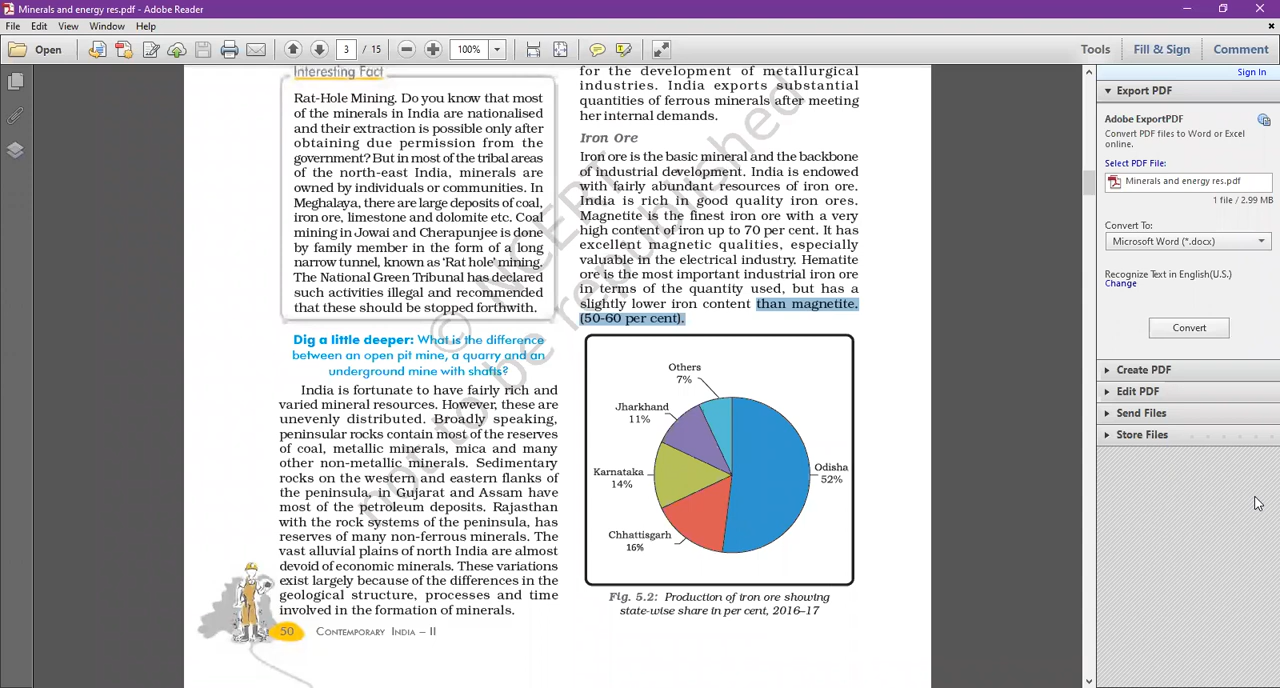 Minerals and energy res.pdf - Adobe Reader
File Edit View Window Help
Open
3 / 15
100%
Tools Fill & Sign Comment
Sign In
Interesting Fact
Rat-Hole Mining. Do you know that most
of the minerals in India are nationalised
and their extraction is possible only after
obtaining due permission from the
government? But in most of the tribal areas
of the north-east India, minerals are
owned by individuals or communities. In
Meghalaya, there are large deposits of coal,
iron ore, limestone and dolomite etc. Coal
mining in Jowai and Cherapunjee is done
by family member in the form of a long
narrow tunnel, known as ‘Rat hole’ mining.
The National Green Tribunal has declared
such activities illegal and recommended
that these should be stopped forthwith.
Dig a little deeper: What is the difference
between an open pit mine, a quarry and an
underground mine with shafts?
India is fortunate to have fairly rich and
varied mineral resources. However, these are
unevenly distributed. Broadly speaking,
peninsular rocks contain most of the reserves
of coal, metallic minerals, mica and many
other non-metallic minerals. Sedimentary
rocks on the western and eastern flanks of
the peninsula, in Gujarat and Assam have
most of the petroleum deposits. Rajasthan
with the rock systems of the peninsula, has
reserves of many non-ferrous minerals. The
vast alluvial plains of north India are almost
devoid of economic minerals. These variations
exist largely because of the differences in the
geological structure, processes and time
involved in the formation of minerals.
50 Contemporary India – II
for the development of metallurgical
industries. India exports substantial
quantities of ferrous minerals after meeting
her internal demands.
Iron Ore
Iron ore is the basic mineral and the backbone
of industrial development. India is endowed
with fairly abundant resources of iron ore.
India is rich in good quality iron ores.
Magnetite is the finest iron ore with a very
high content of iron up to 70 per cent. It has
excellent magnetic qualities, especially
valuable in the electrical industry. Hematite
ore is the most important industrial iron ore
in terms of the quantity used, but has a
slightly lower iron content than magnetite.
(50-60 per cent).
Others
7%
Jharkhand
11%
Karnataka
14%
Chhattisgarh
16%
Odisha
52%
Fig. 5.2: Production of iron ore showing
state-wise share in per cent, 2016–17
© NCERT
not to be republished
Export PDF
Adobe ExportPDF
Convert PDF files to Word or Excel
online.
Select PDF File:
Minerals and energy res.pdf
1 file / 2.99 MB
Convert To:
Microsoft Word (*.docx)
Recognize Text in English(U.S.)
Change
Convert
Create PDF
Edit PDF
Send Files
Store Files